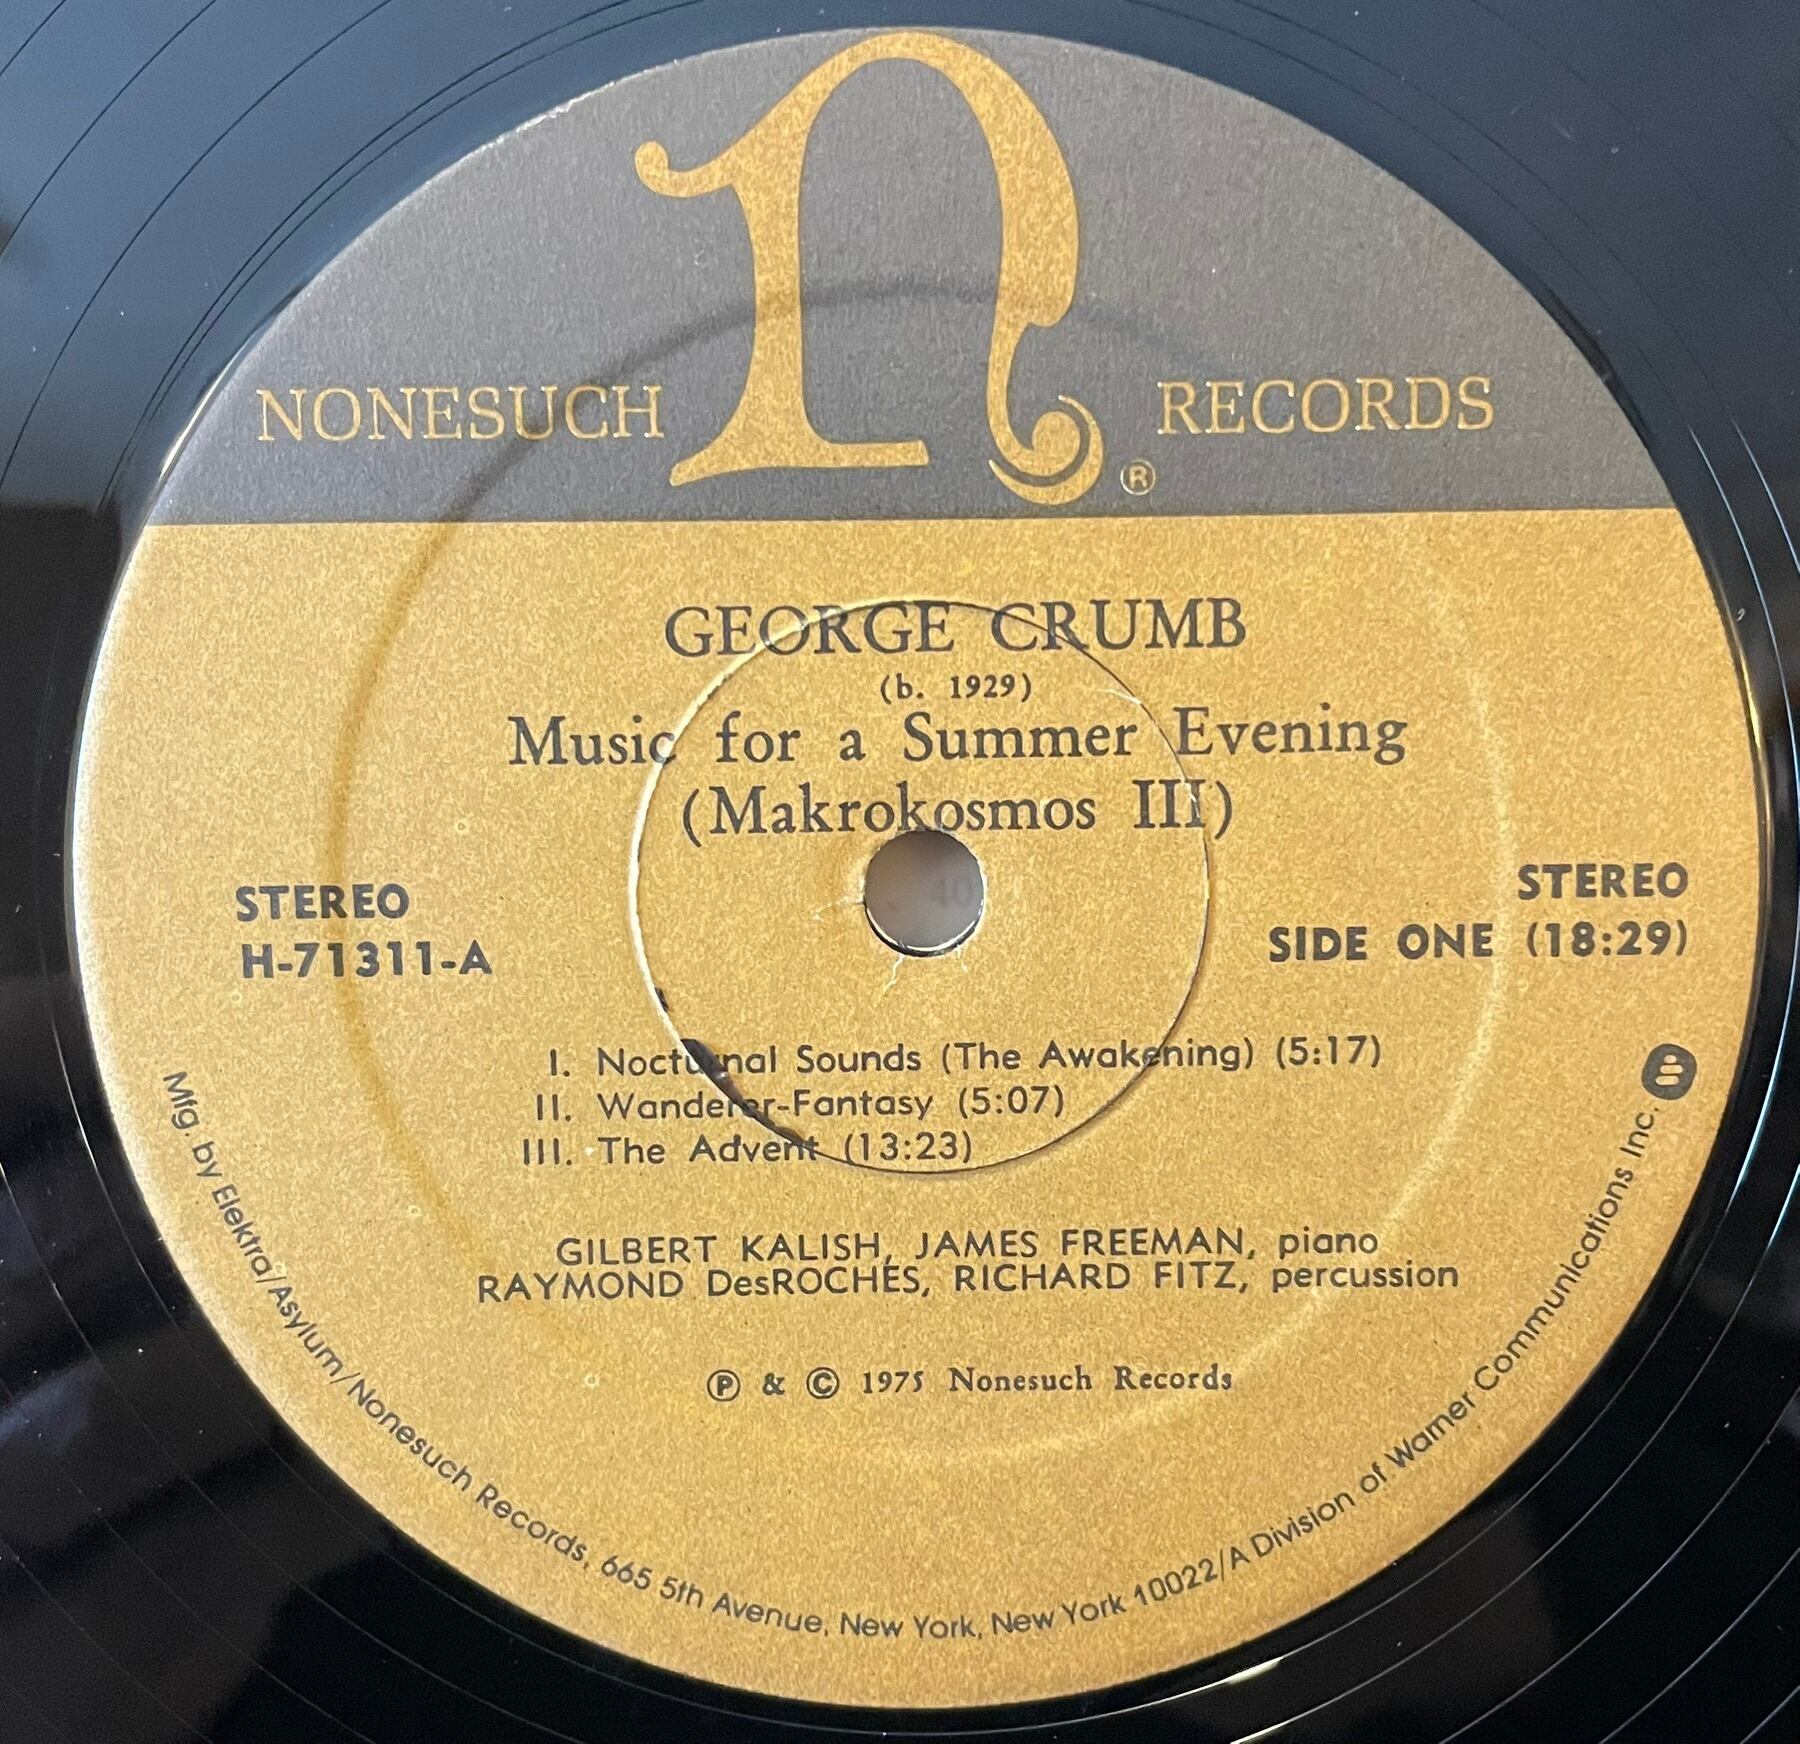 n
NONESUCH RECORDS ®
GEORGE CRUMB
(b. 1929)
Music for a Summer Evening
(Makrokosmos III)
STEREO
H-71311-A
STEREO
SIDE ONE (18:29)
I. Nocturnal Sounds (The Awakening) (5:17)
II. Wanderer-Fantasy (5:07)
III. The Advent (13:23)
GILBERT KALISH, JAMES FREEMAN, piano
RAYMOND DesROCHES, RICHARD FITZ, percussion
Ⓟ & © 1975 Nonesuch Records
Mfg. by Elektra/Asylum/Nonesuch Records, 665 5th Avenue, New York, New York 10022/A Division of Warner Communications Inc.
40